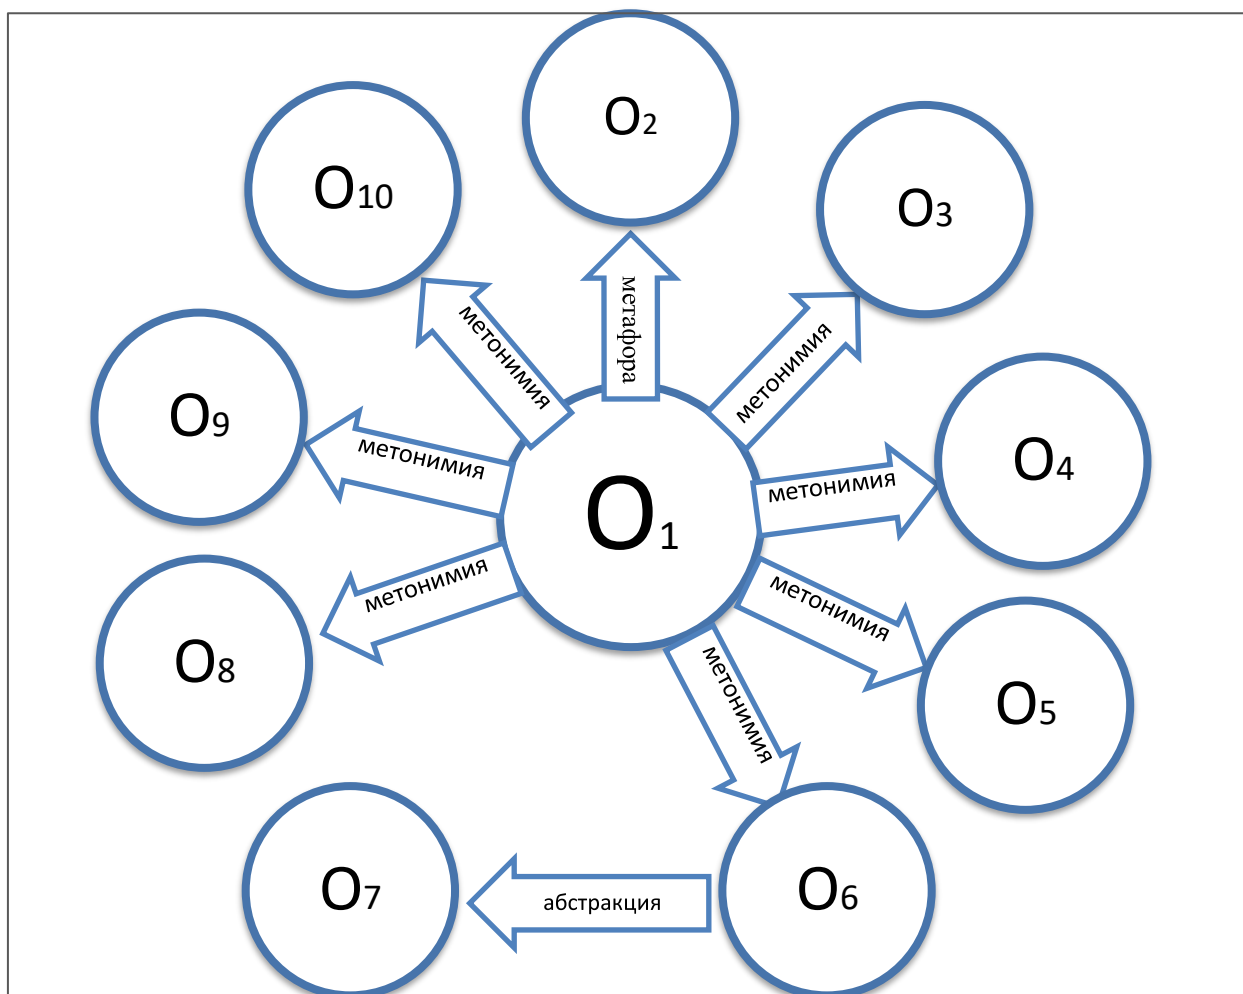 O2
O10
O3
метафора
метонимия
метонимия
O9
метонимия
O4
метонимия
O1
метонимия
метонимия
O8
метонимия
O5
O7
абстракция
O6